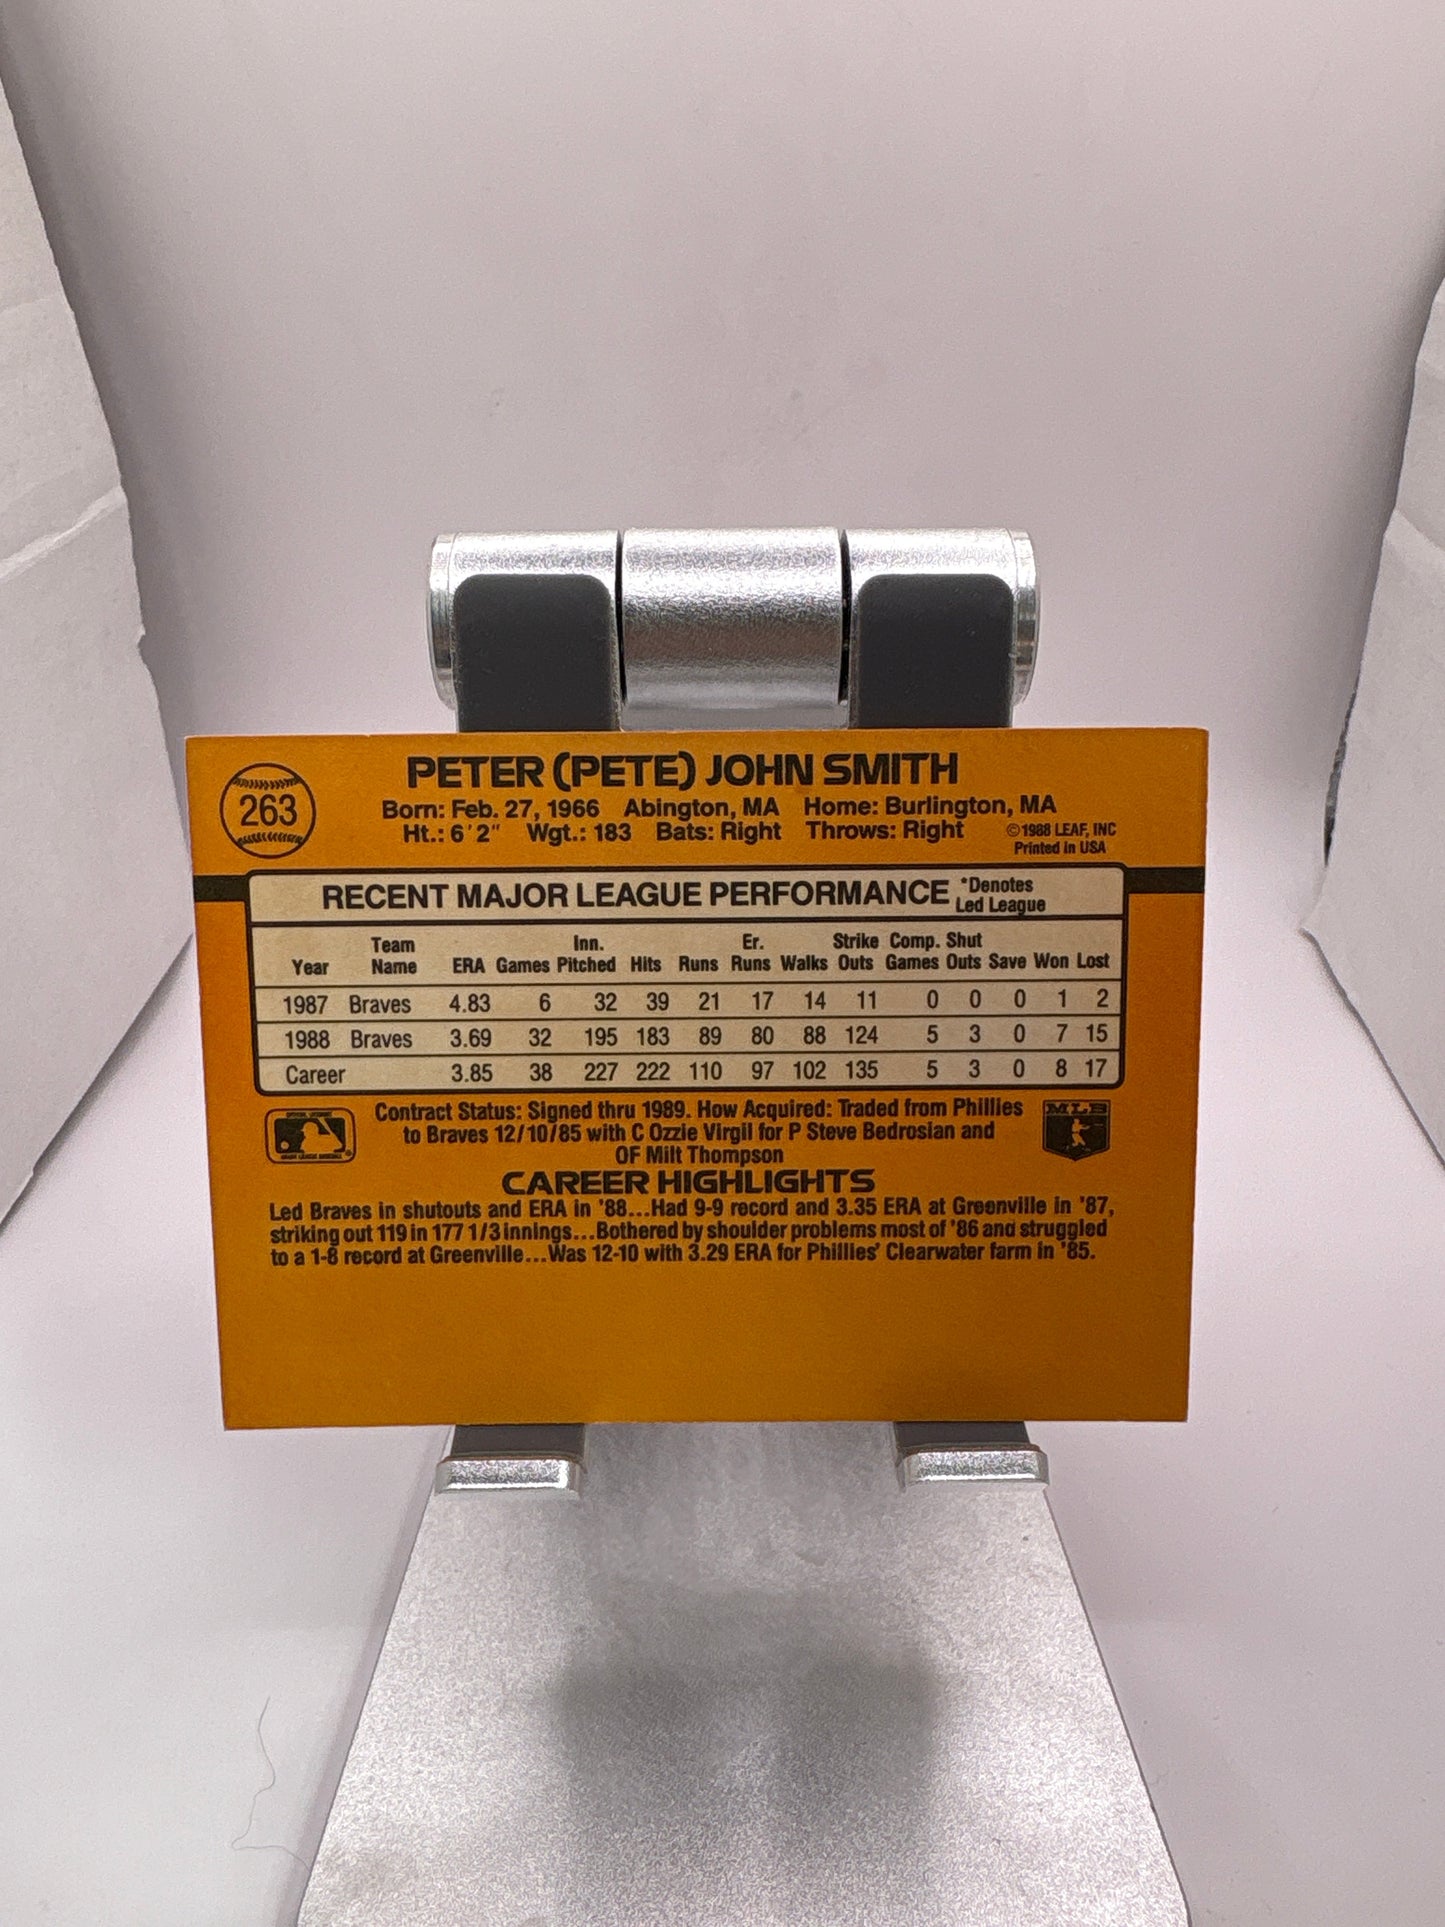 263
PETER (PETE) JOHN SMITH
Born: Feb. 27, 1966 Abington, MA Home: Burlington, MA
Ht.: 6'2" Wgt.: 183 Bats: Right Throws: Right
©1988 LEAF, INC
Printed in USA
RECENT MAJOR LEAGUE PERFORMANCE *Denotes Led League
Year Team Name ERA Games Inn. Pitched Hits Runs Er. Runs Walks Strike Outs Comp. Games Shut Outs Save Won Lost
1987 Braves 4.83 6 32 39 21 17 14 11 0 0 0 1 2
1988 Braves 3.69 32 195 183 89 80 88 124 5 3 0 7 15
Career 3.85 38 227 222 110 97 102 135 5 3 0 8 17
Contract Status: Signed thru 1989. How Acquired: Traded from Phillies
to Braves 12/10/85 with C Ozzie Virgil for P Steve Bedrosian and
OF Milt Thompson
MLB
CAREER HIGHLIGHTS
Led Braves in shutouts and ERA in '88...Had 9-9 record and 3.35 ERA at Greenville in '87,
striking out 119 in 177 1/3 innings...Bothered by shoulder problems most of '86 and struggled
to a 1-8 record at Greenville...Was 12-10 with 3.29 ERA for Phillies' Clearwater farm in '85.